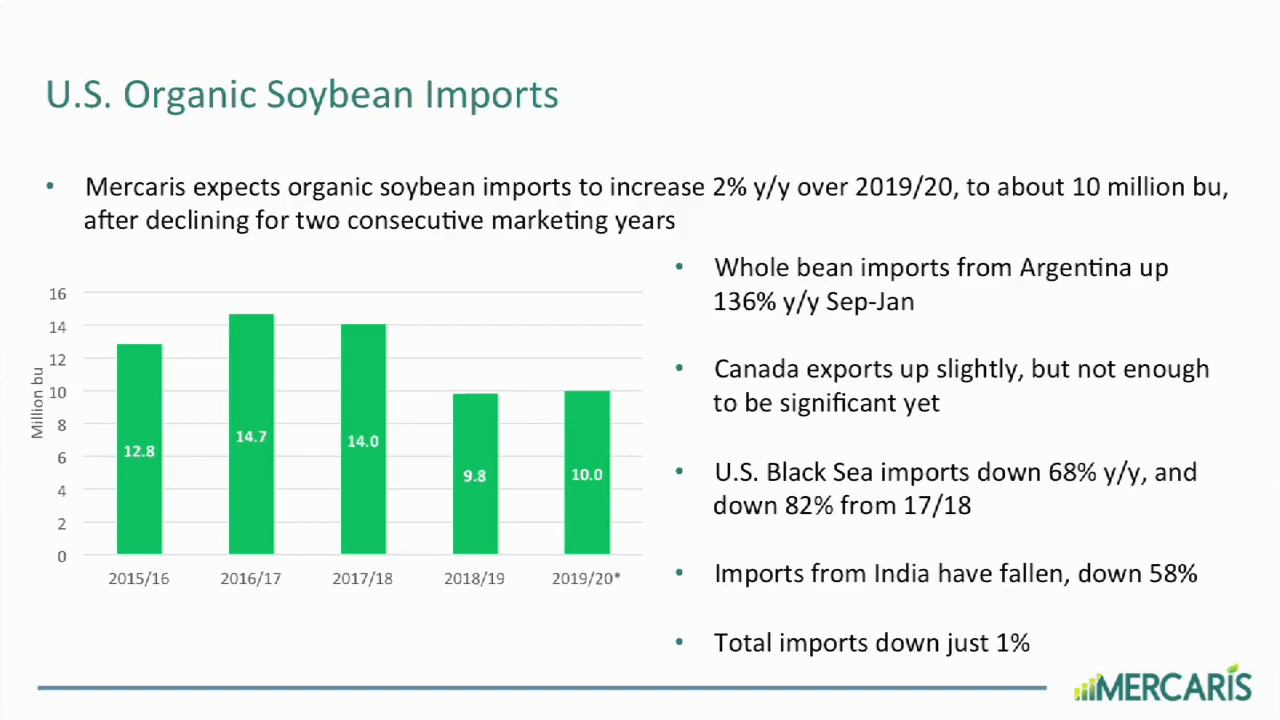 U.S. Organic Soybean Imports
• Mercaris expects organic soybean imports to increase 2% y/y over 2019/20, to about 10 million bu,
after declining for two consecutive marketing years
16
14
12
10
8
6
4
2
0
Million bu
12.8
14.7
14.0
9.8
10.0
2015/16
2016/17
2017/18
2018/19
2019/20*
• Whole bean imports from Argentina up
136% y/y Sep-Jan
• Canada exports up slightly, but not enough
to be significant yet
• U.S. Black Sea imports down 68% y/y, and
down 82% from 17/18
• Imports from India have fallen, down 58%
• Total imports down just 1%
MERCARIS